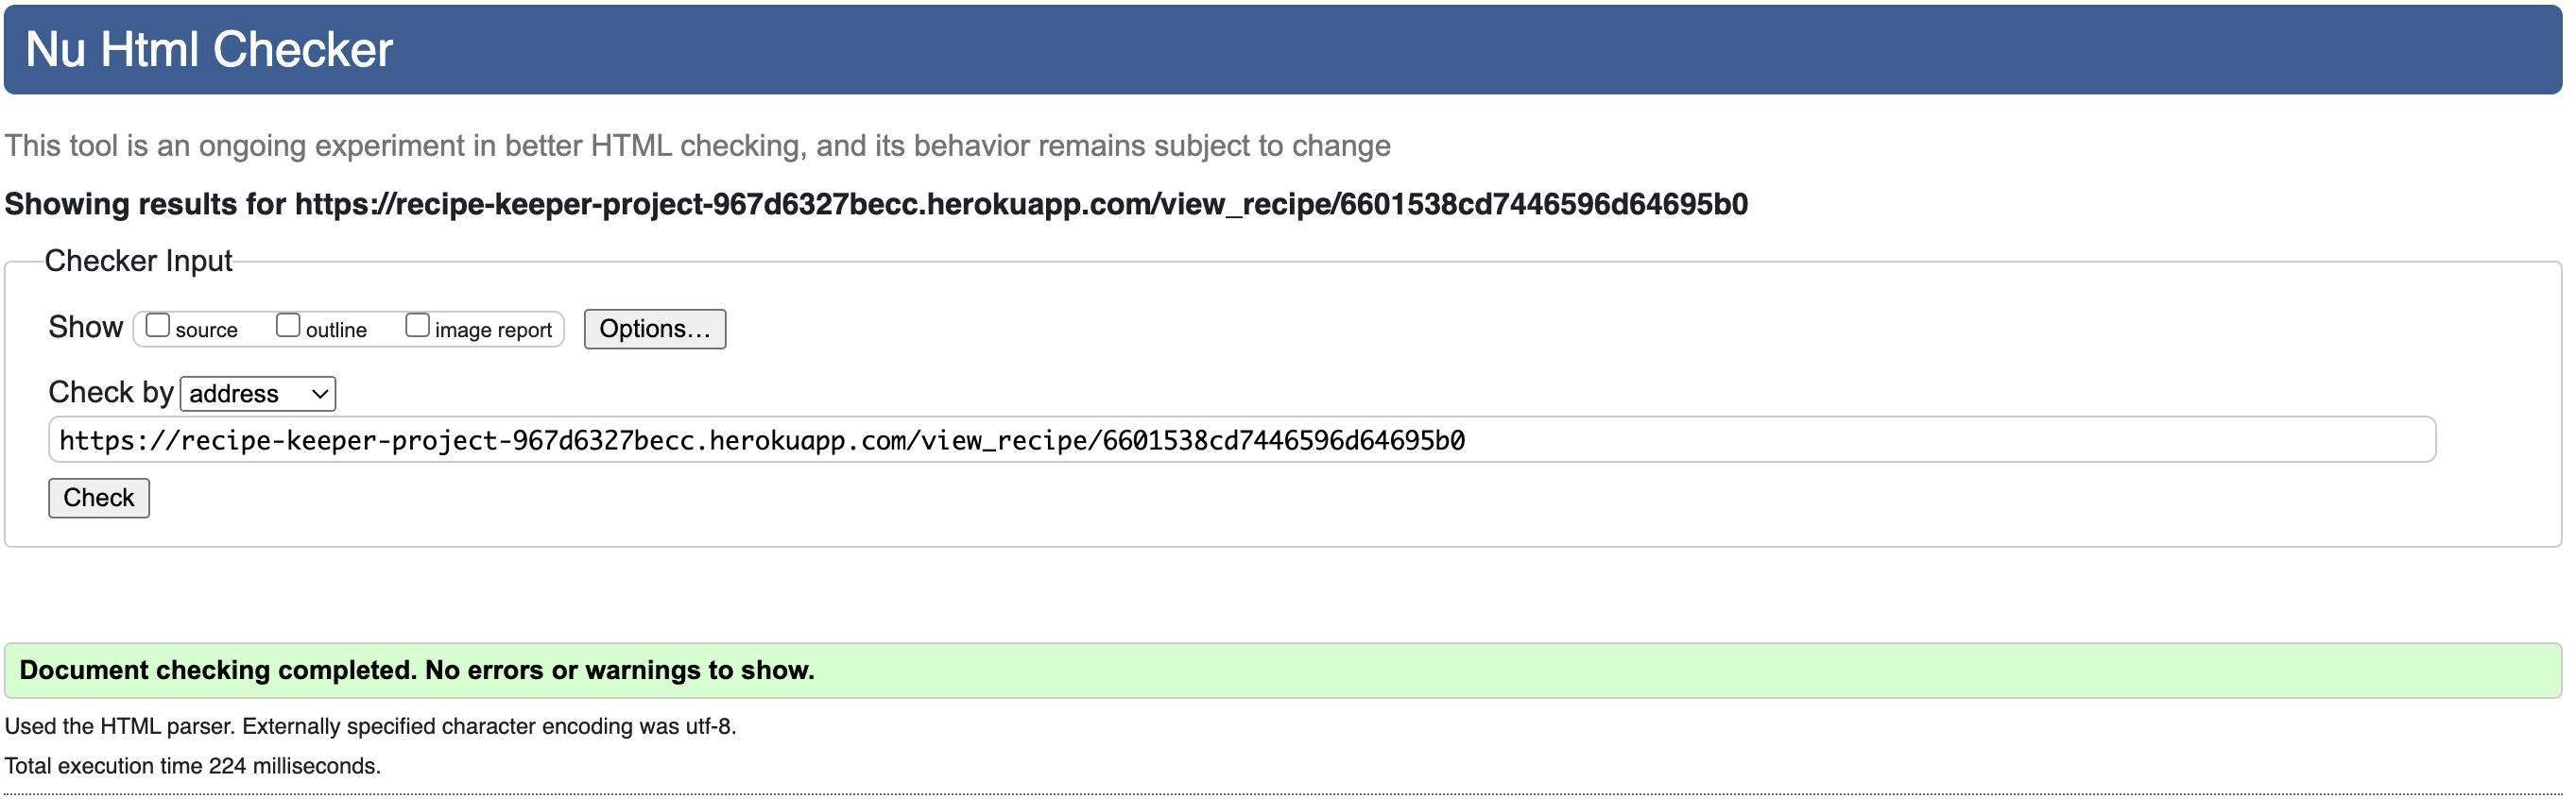 Nu Html Checker
This tool is an ongoing experiment in better HTML checking, and its behavior remains subject to change
Showing results for https://recipe-keeper-project-967d6327becc.herokuapp.com/view_recipe/6601538cd7446596d64695b0
Checker Input
Show source outline image report Options...
Check by address
https://recipe-keeper-project-967d6327becc.herokuapp.com/view_recipe/6601538cd7446596d64695b0
Check
Document checking completed. No errors or warnings to show.
Used the HTML parser. Externally specified character encoding was utf-8.
Total execution time 224 milliseconds.